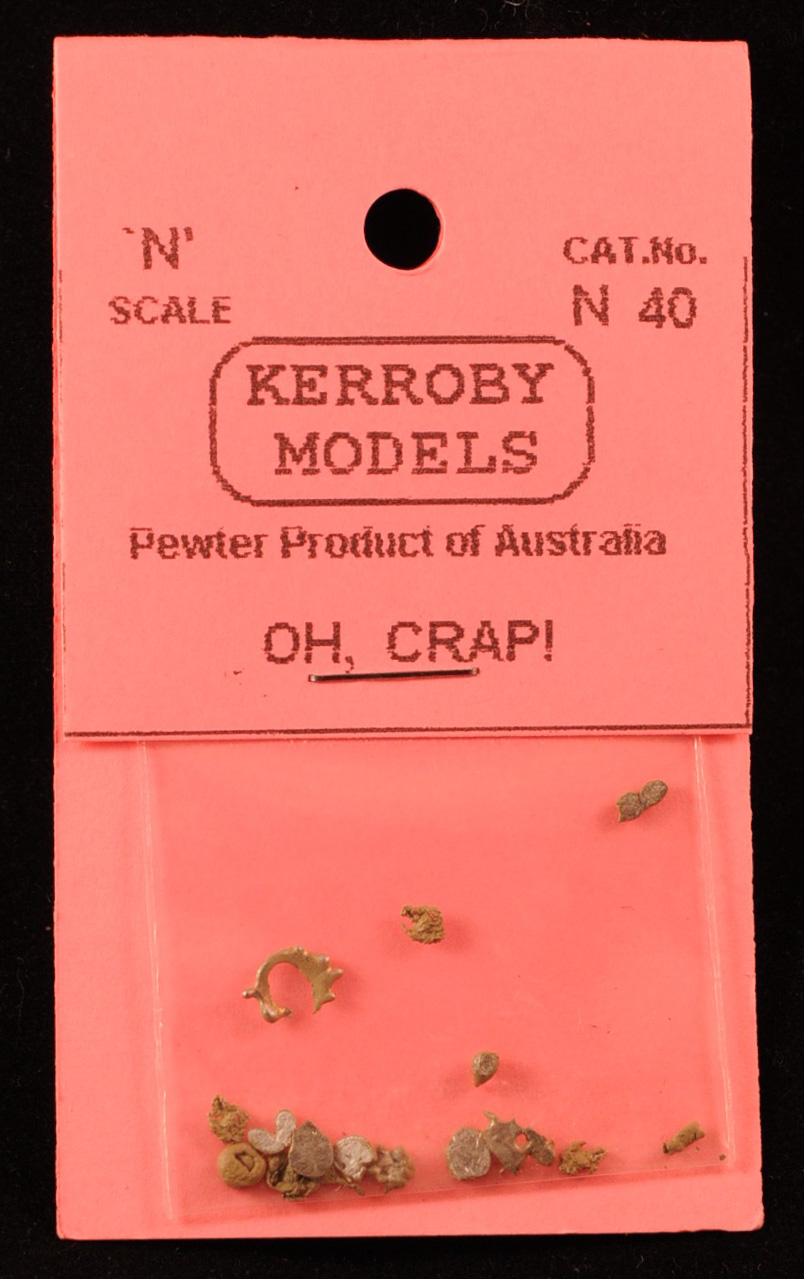 `N'
SCALE
CAT.No.
N 40
KERROBY
MODELS
Pewter Product of Australia
OH, CRAP!